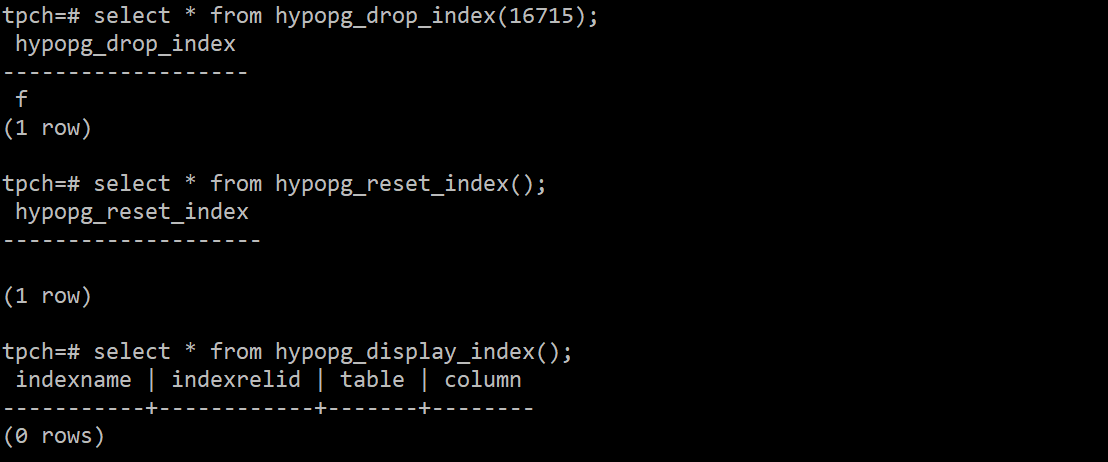 tpch=# select * from hypopg_drop_index(16715);
 hypopg_drop_index
-------------------
 f
(1 row)

tpch=# select * from hypopg_reset_index();
 hypopg_reset_index
--------------------

(1 row)

tpch=# select * from hypopg_display_index();
 indexname | indexrelid | table | column
-----------+------------+-------+--------
(0 rows)